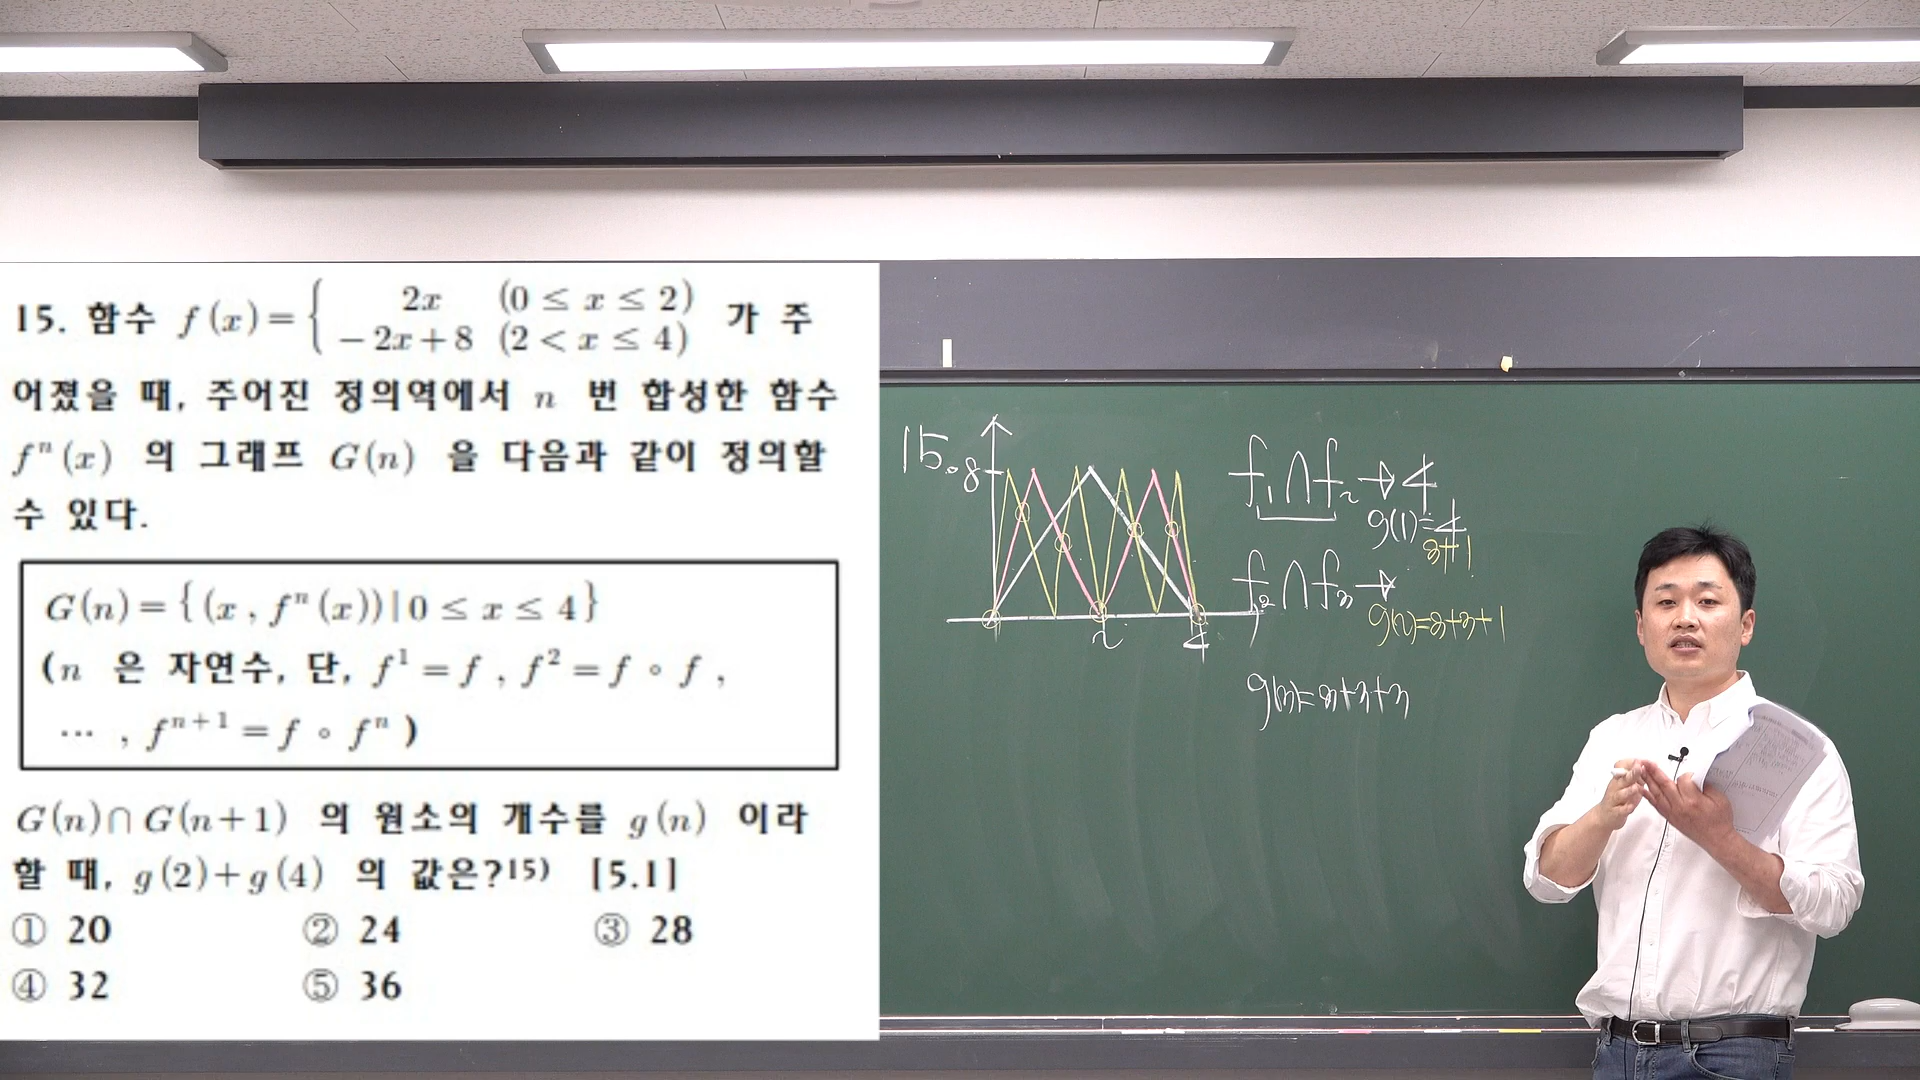 15. 함수 f(x)={ 2x (0 ≤ x ≤ 2) 가 주
−2x+8 (2 < x ≤ 4)
어졌을 때, 주어진 정의역에서 n 번 합성한 함수
fⁿ(x) 의 그래프 G(n) 을 다음과 같이 정의할
수 있다.
G(n)={(x, fⁿ(x))|0 ≤ x ≤ 4}
(n 은 자연수, 단, f¹=f, f²=f∘f,
⋯, fⁿ⁺¹=f∘fⁿ)
G(n)∩G(n+1) 의 원소의 개수를 g(n) 이라
할 때, g(2)+g(4) 의 값은?15) [5.1]
① 20 ② 24 ③ 28
④ 32 ⑤ 36
15.
8
2
4
f₁∩f₂→4
g(1)=4
3+1
f₂∩f₃→
g(2)=3+3+1
g(3)=3+3+3